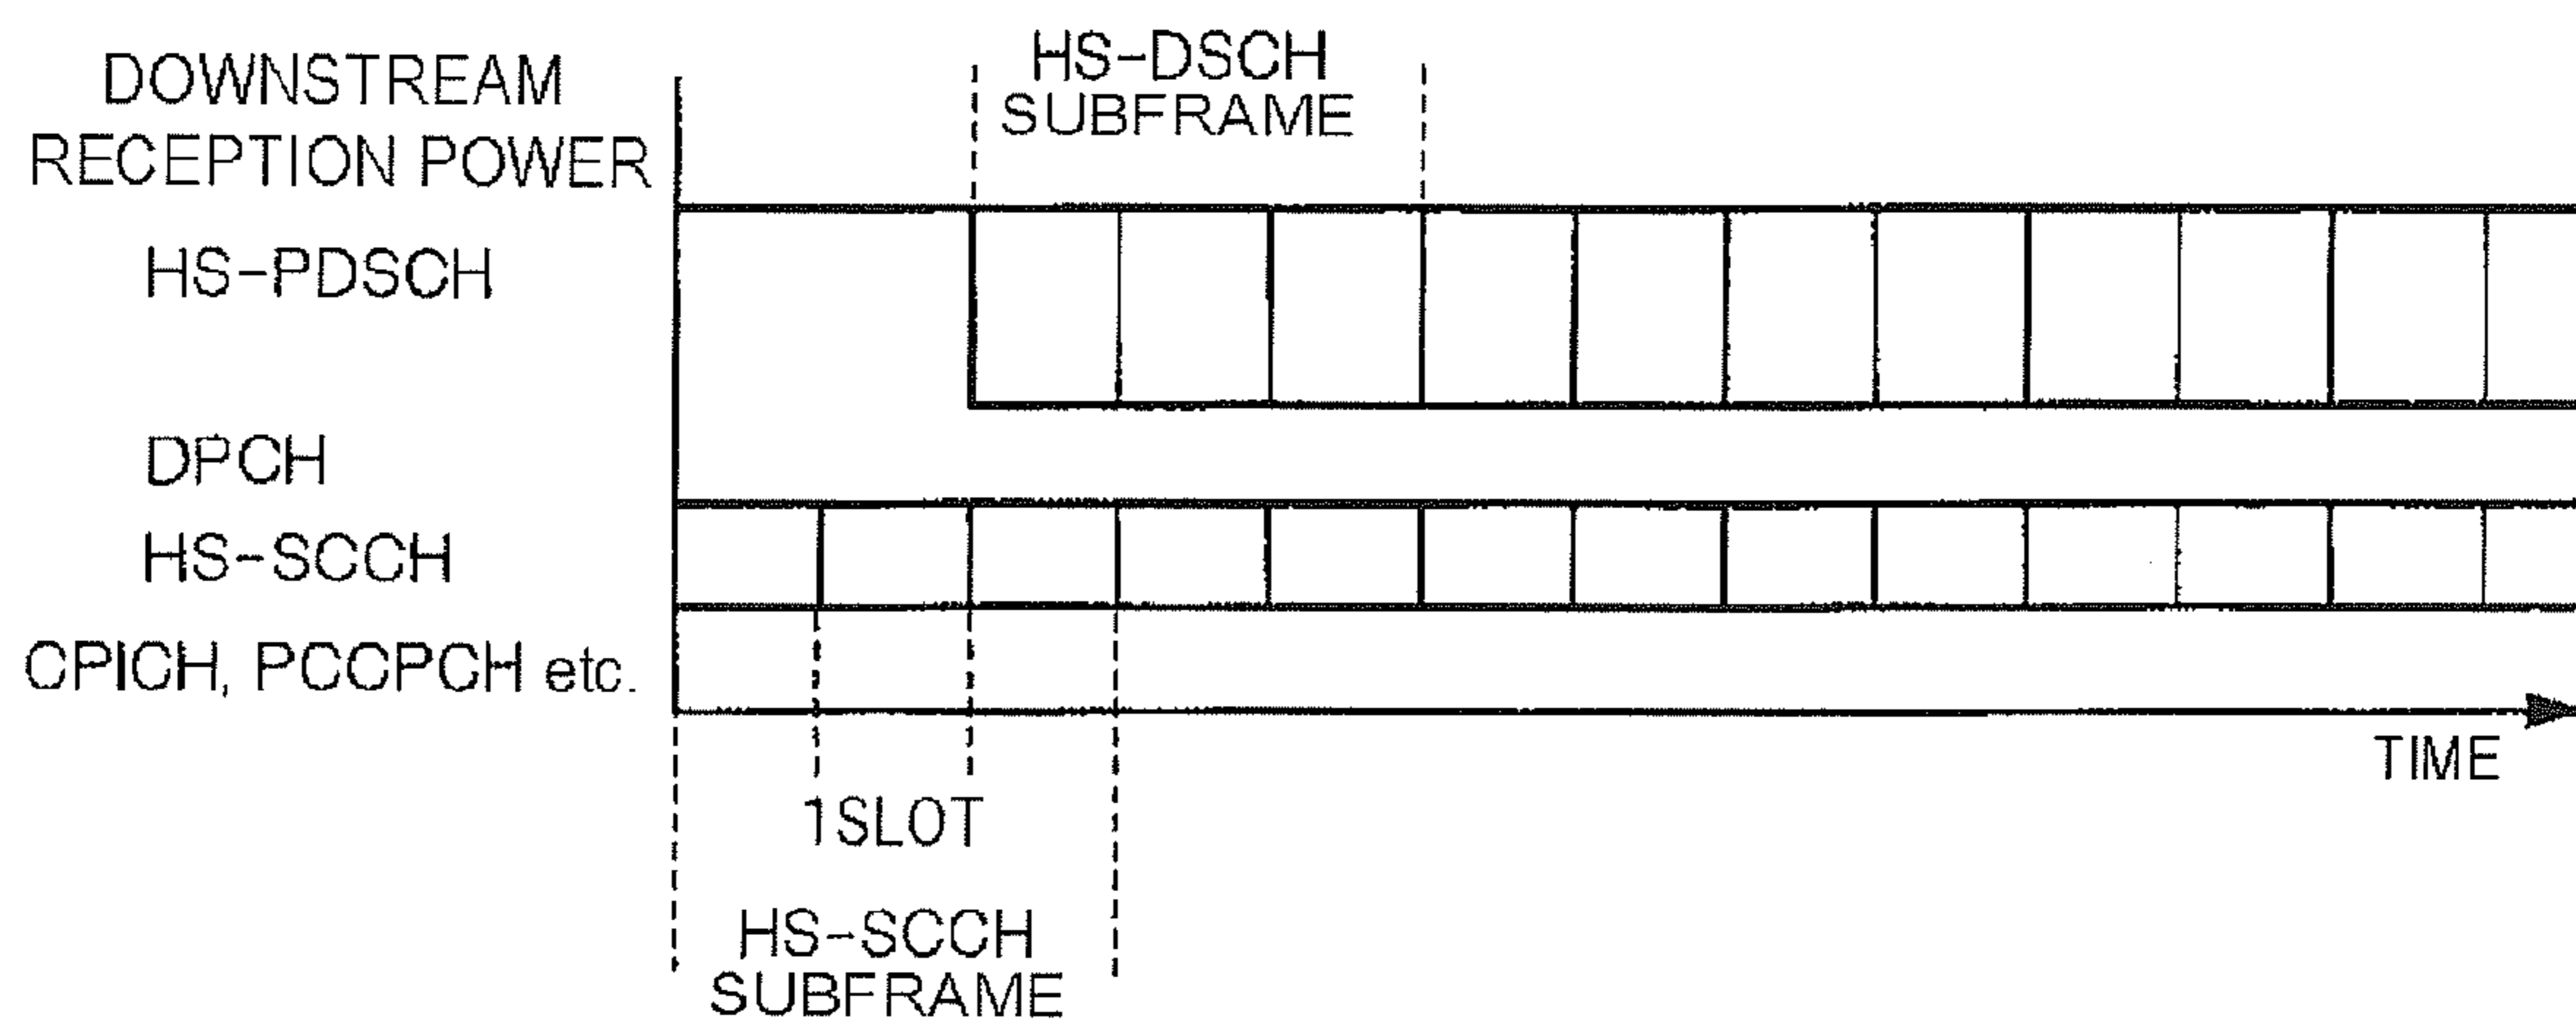 DOWNSTREAM
RECEPTION POWER
HS-DSCH
SUBFRAME
HS-PDSCH
DPCH
HS-SCCH
CPICH, PCCPCH etc.
TIME
1SLOT
HS-SCCH
SUBFRAME